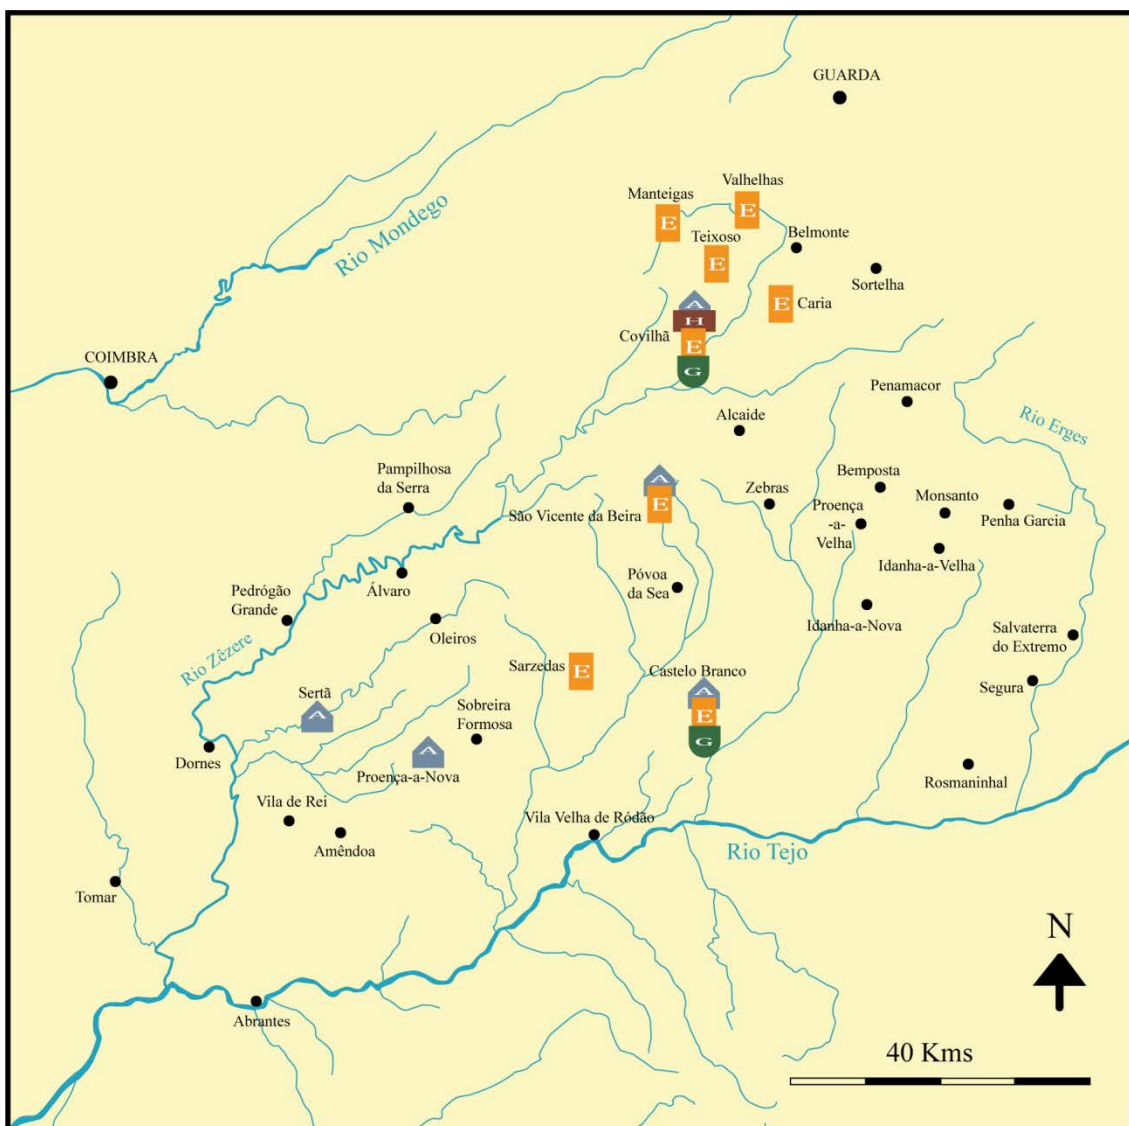 GUARDA
Valhelhas
Manteigas
E
E
Rio Mondego
Teixoso
E
Belmonte
Sortelha
E
Caria
A
H
Covilhã
E
G
COIMBRA
Penamacor
Rio Erges
Alcaide
Pampilhosa
da Serra
A
E
São Vicente da Beira
Zebras
Bemposta
Monsanto
Penha Garcia
Proença
-a-
Velha
Idanha-a-Velha
Álvaro
Póvoa
da Sea
Pedrógão
Grande
Oleiros
Idanha-a-Nova
Salvaterra
do Extremo
Rio Zêzere
Sarzedas
E
Castelo Branco
A
E
G
Segura
Sertã
A
Sobreira
Formosa
A
Proença-a-Nova
Dornes
Rosmaninhal
Vila de Rei
Amêndoa
Vila Velha de Ródão
Rio Tejo
Tomar
N
Abrantes
40 Kms